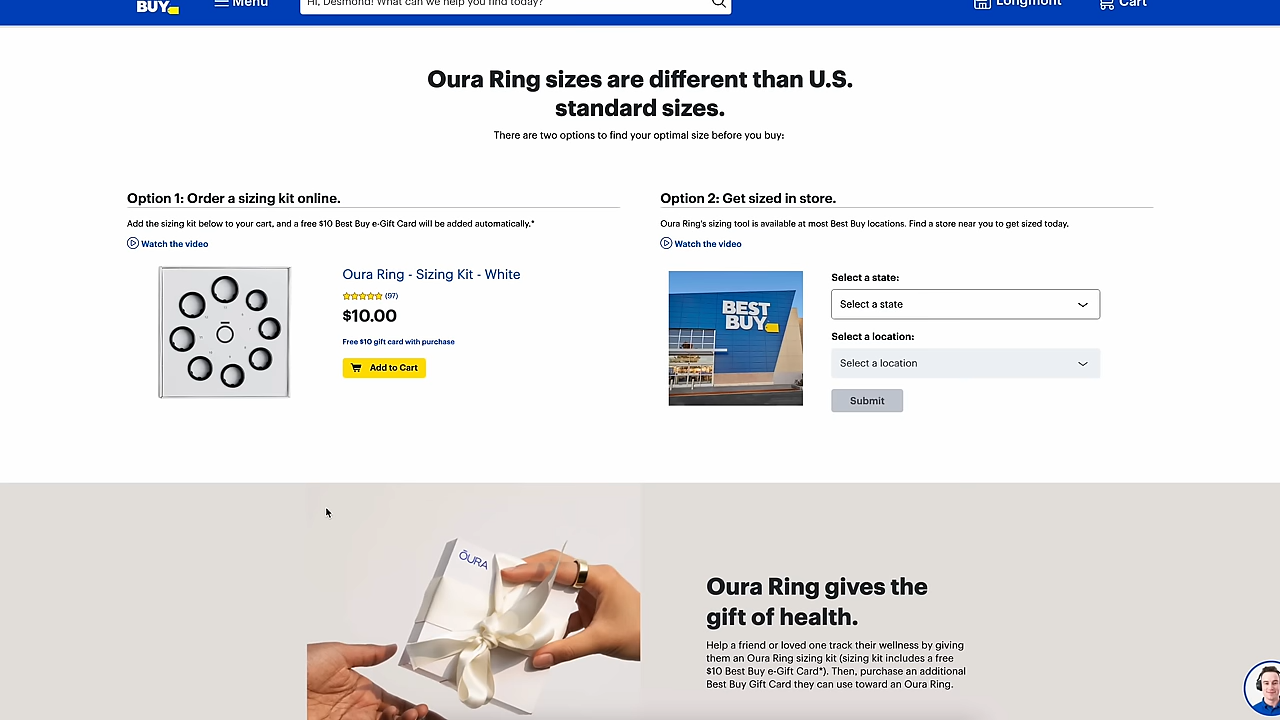 BUY
Menu
Hi, Desmond! What can we help you find today?
Longmont
Cart
Oura Ring sizes are different than U.S.
standard sizes.
There are two options to find your optimal size before you buy:
Option 1: Order a sizing kit online.
Add the sizing kit below to your cart, and a free $10 Best Buy e-Gift Card will be added automatically.*
Watch the video
Oura Ring - Sizing Kit - White
(97)
$10.00
Free $10 gift card with purchase
Add to Cart
Option 2: Get sized in store.
Oura Ring's sizing tool is available at most Best Buy locations. Find a store near you to get sized today.
Watch the video
BEST
BUY
Select a state:
Select a state
Select a location:
Select a location
Submit
ŌURA
Oura Ring gives the
gift of health.
Help a friend or loved one track their wellness by giving
them an Oura Ring sizing kit (sizing kit includes a free
$10 Best Buy e-Gift Card*). Then, purchase an additional
Best Buy Gift Card they can use toward an Oura Ring.